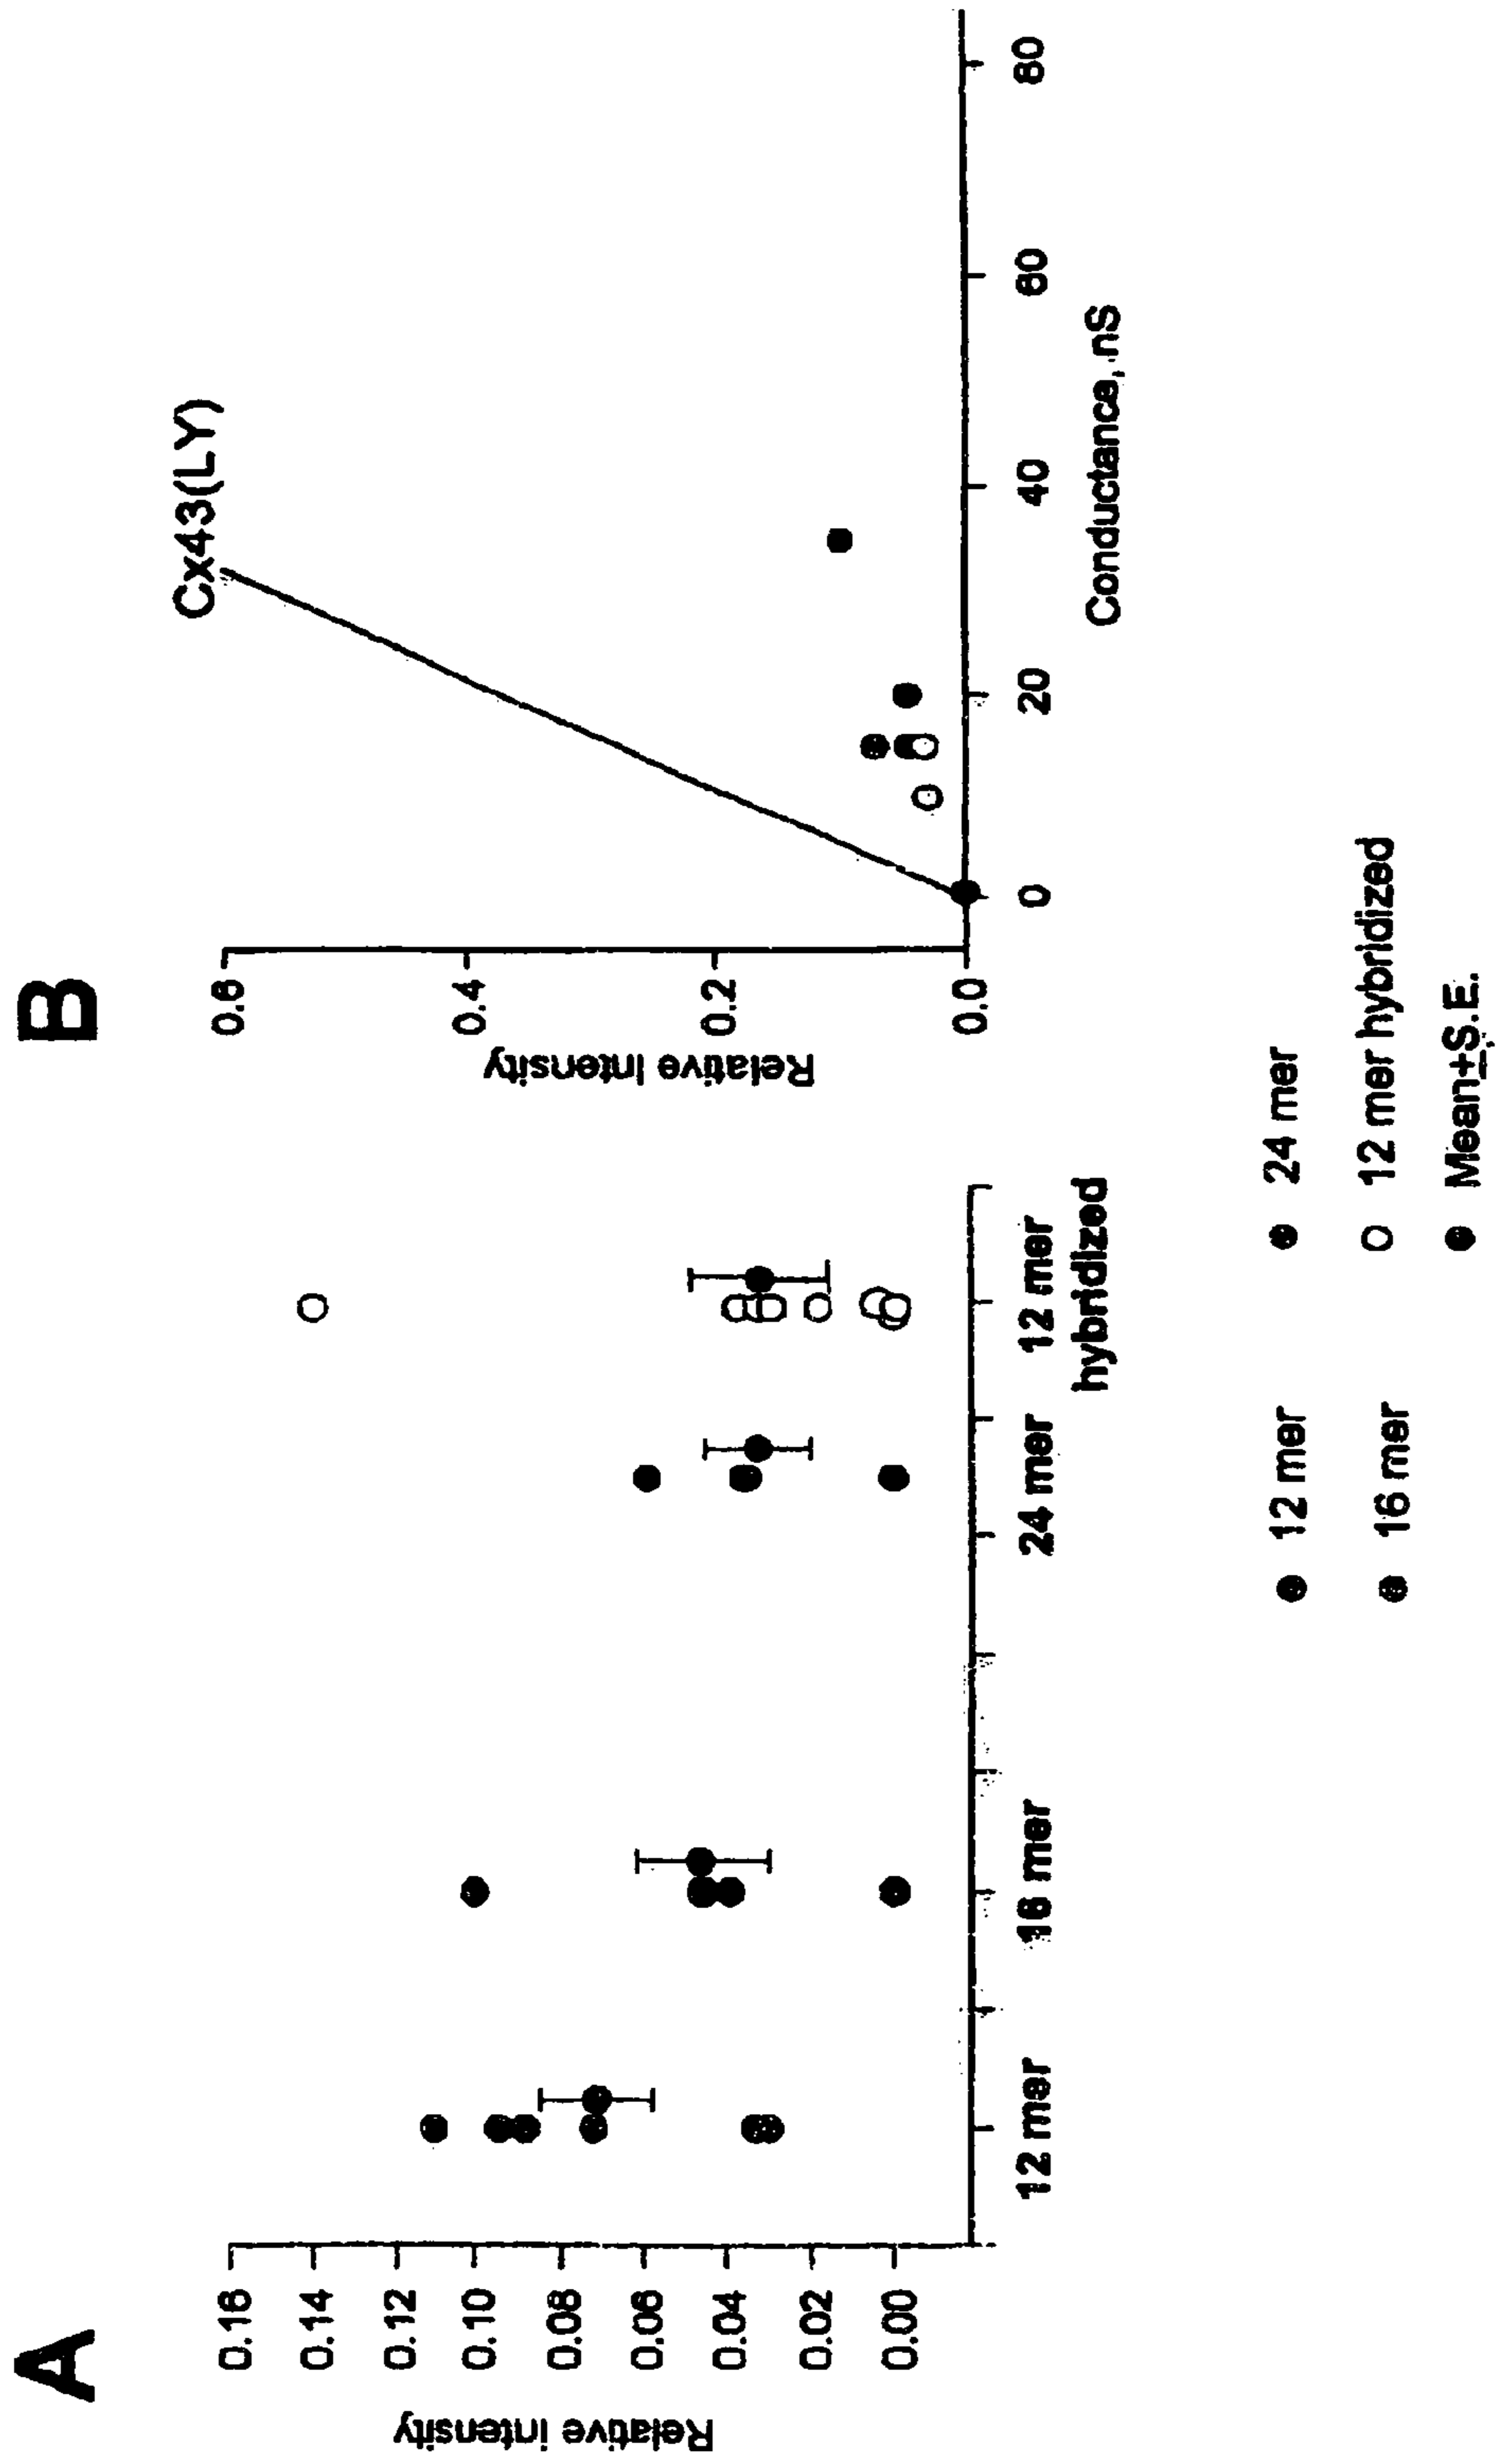 A
Relative intensity
0.16
0.14
0.12
0.10
0.08
0.06
0.04
0.02
0.00
12 mer
16 mer
24 mer
12 mer
hybridized
B
Relative Intensity
0.6
0.4
0.2
0.0
Cx43(LY)
0
20
40
60
80
Conductance, nS
12 mer
24 mer
16 mer
12 mer hybridized
Mean±S.E.